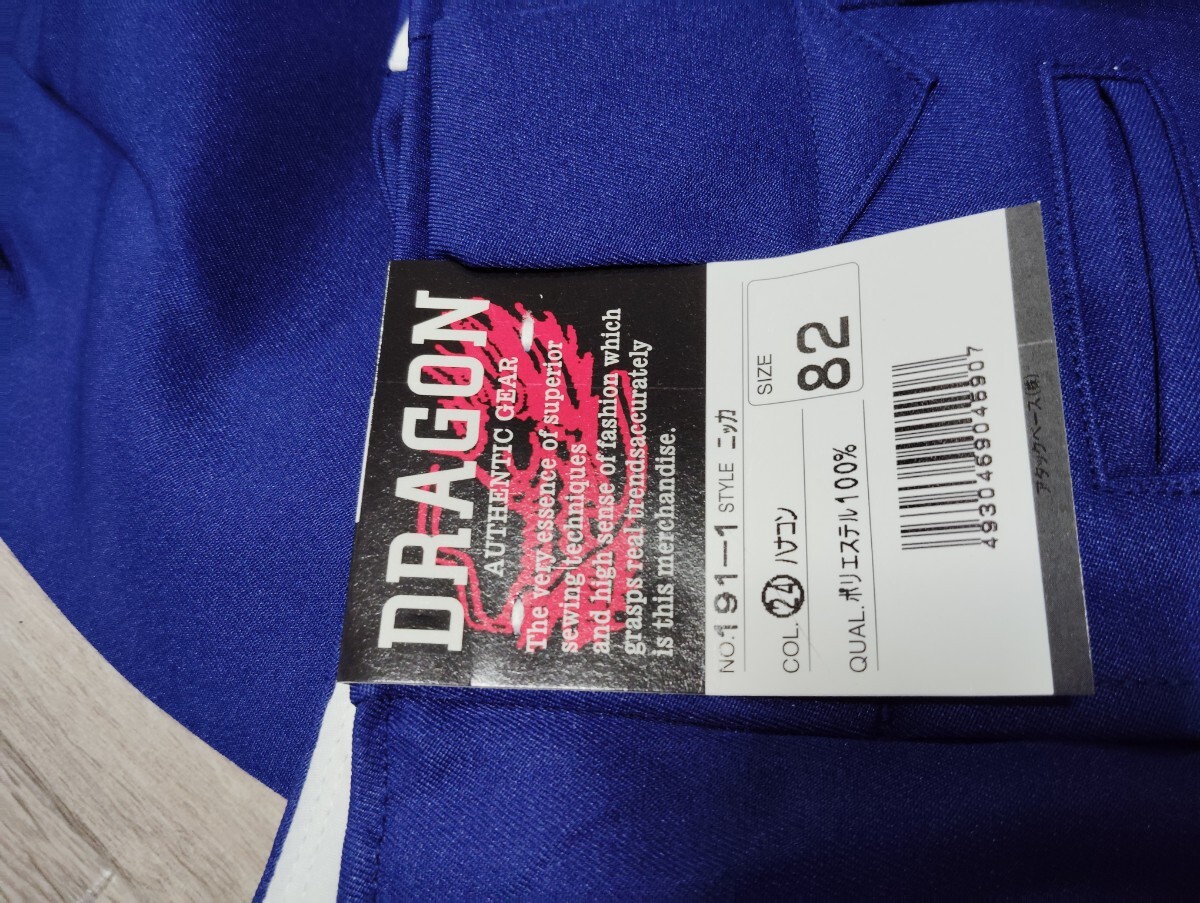 DRAGON
AUTHENTIC GEAR
The very essence of superior
sewing techniques
and high sense of fashion which
grasps real trendsaccurately
is this merchandise.
NO.191-1 STYLE ニッカ
SIZE
82
COL.㉔ハナコン
QUAL.ポリエステル100%
4930469046907
アタックベース(株)